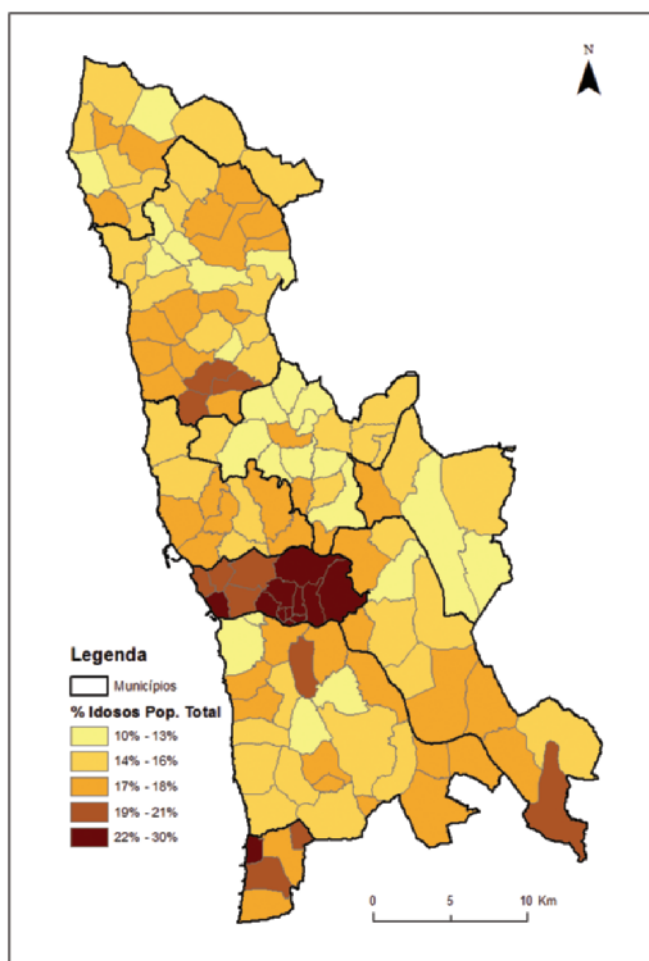 N
Legenda
Municípios
% Idosos Pop. Total
10% - 13%
14% - 16%
17% - 18%
19% - 21%
22% - 30%
0 5 10 Km